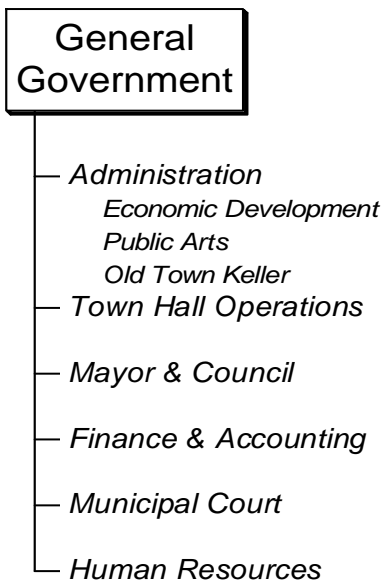 General
Government
Administration
Economic Development
Public Arts
Old Town Keller
Town Hall Operations
Mayor & Council
Finance & Accounting
Municipal Court
Human Resources